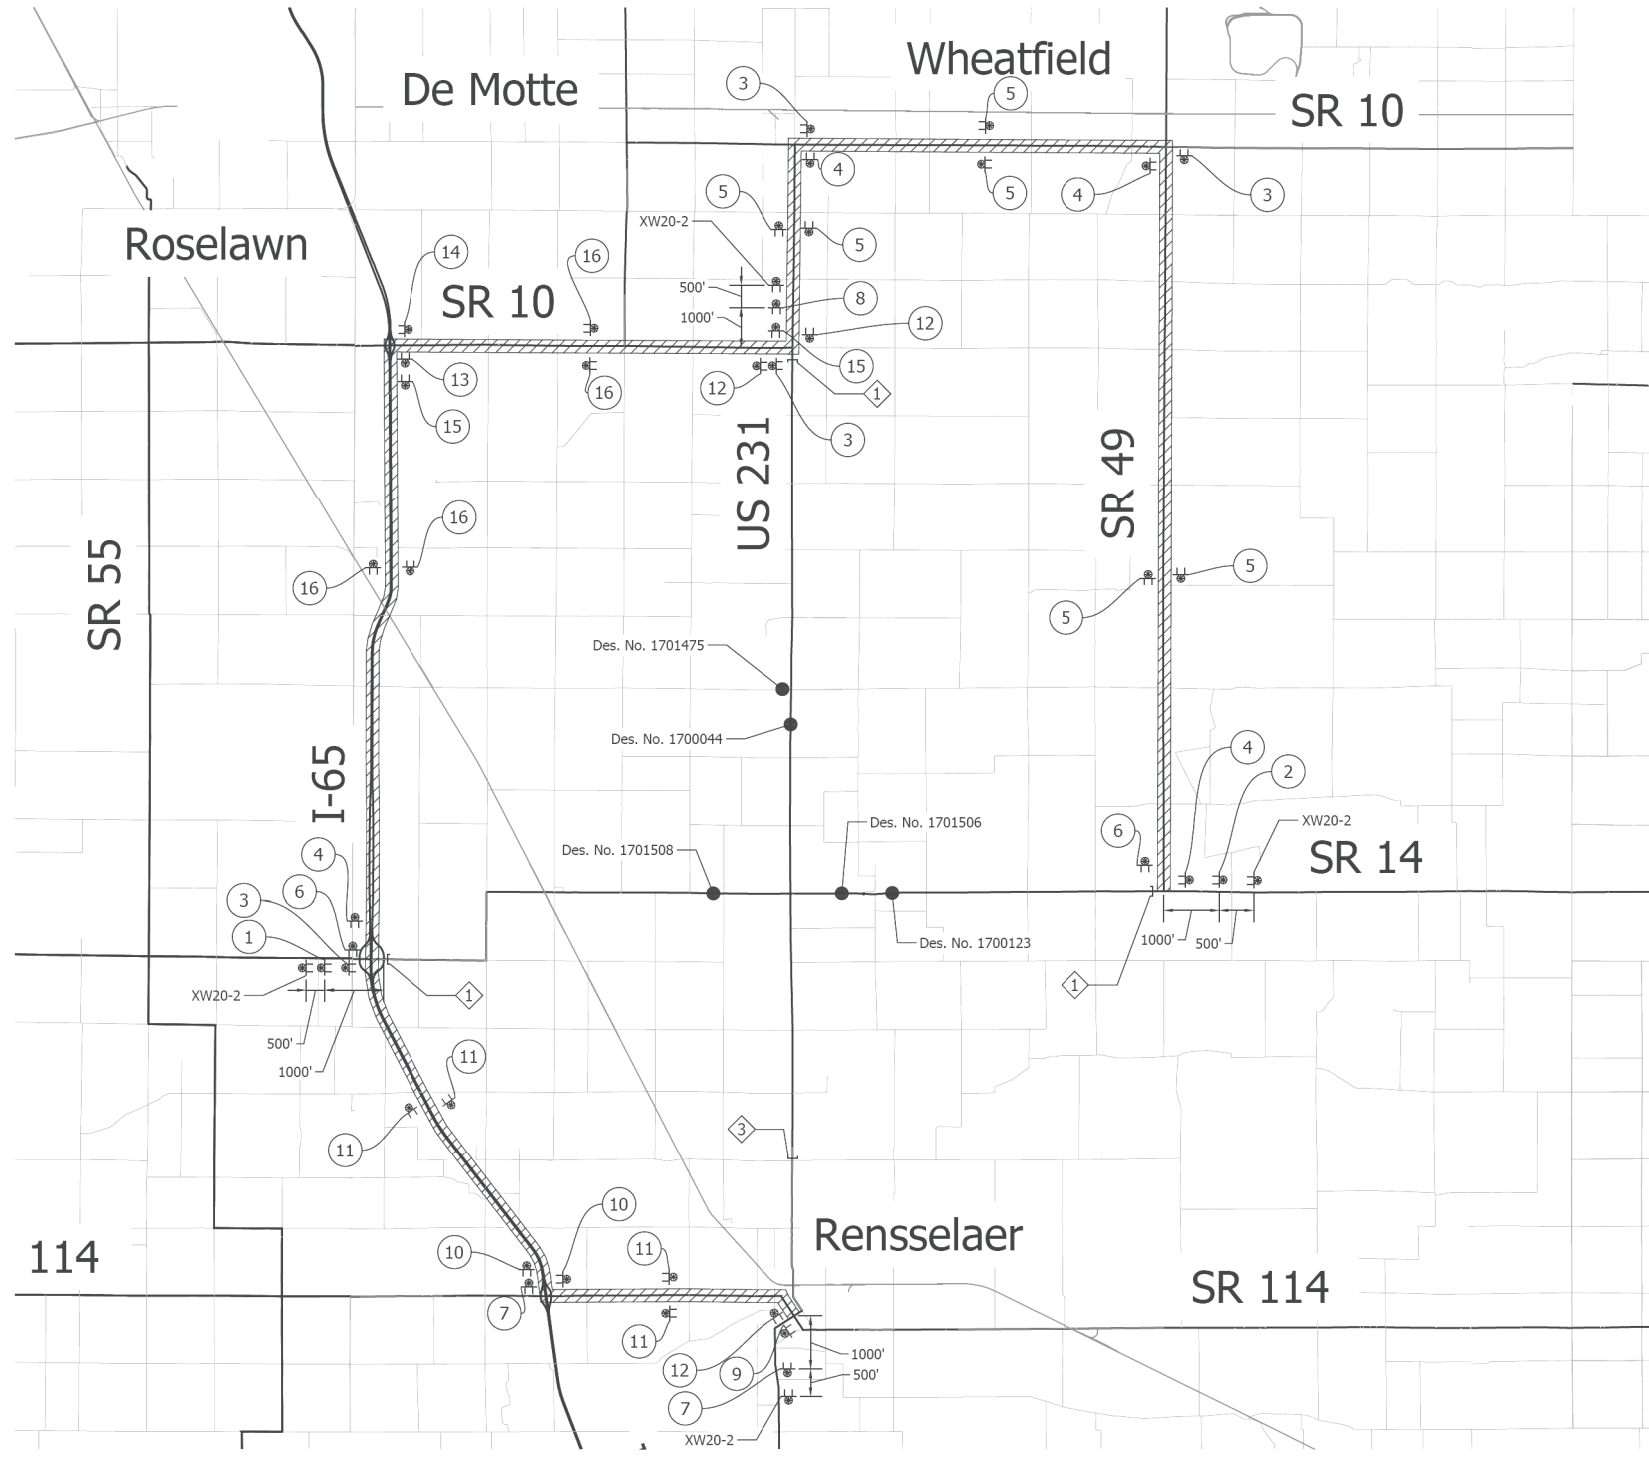 Wheatfield
De Motte
3
5
SR 10
4
5
4
3
5
XW20-2
5
Roselawn
14
16
SR 10
500'
8
1000'
12
15
13
16
12
1
15
3
US 231
SR 49
16
16
SR 55
5
5
Des. No. 1701475
Des. No. 1700044
I-65
4
2
XW20-2
Des. No. 1701506
6
Des. No. 1701508
4
SR 14
6
3
1
Des. No. 1700123
1000'
500'
XW20-2
1
1
500'
1000'
11
11
3
10
Rensselaer
11
10
114
SR 114
7
11
12
9
1000'
500'
7
XW20-2